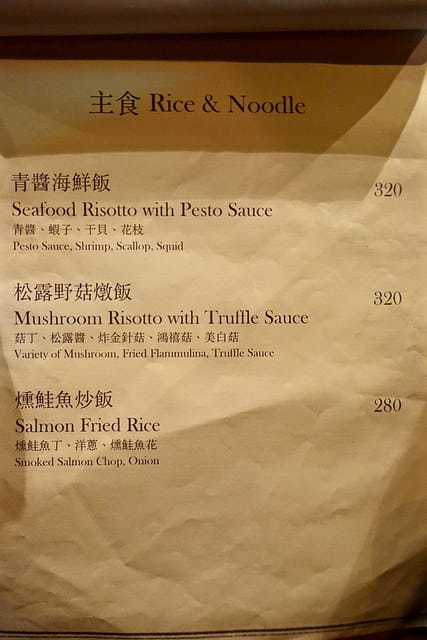 主食 Rice & Noodle
青醬海鮮飯
320
Seafood Risotto with Pesto Sauce
青醬、蝦子、干貝、花枝
Pesto Sauce, Shrimp, Scallop, Squid
松露野菇燉飯
320
Mushroom Risotto with Truffle Sauce
菇丁、松露醬、炸金針菇、鴻禧菇、美白菇
Variety of Mushroom, Fried Flammulina, Truffle Sauce
燻鮭魚炒飯
280
Salmon Fried Rice
燻鮭魚丁、洋蔥、燻鮭魚花
Smoked Salmon Chop, Onion